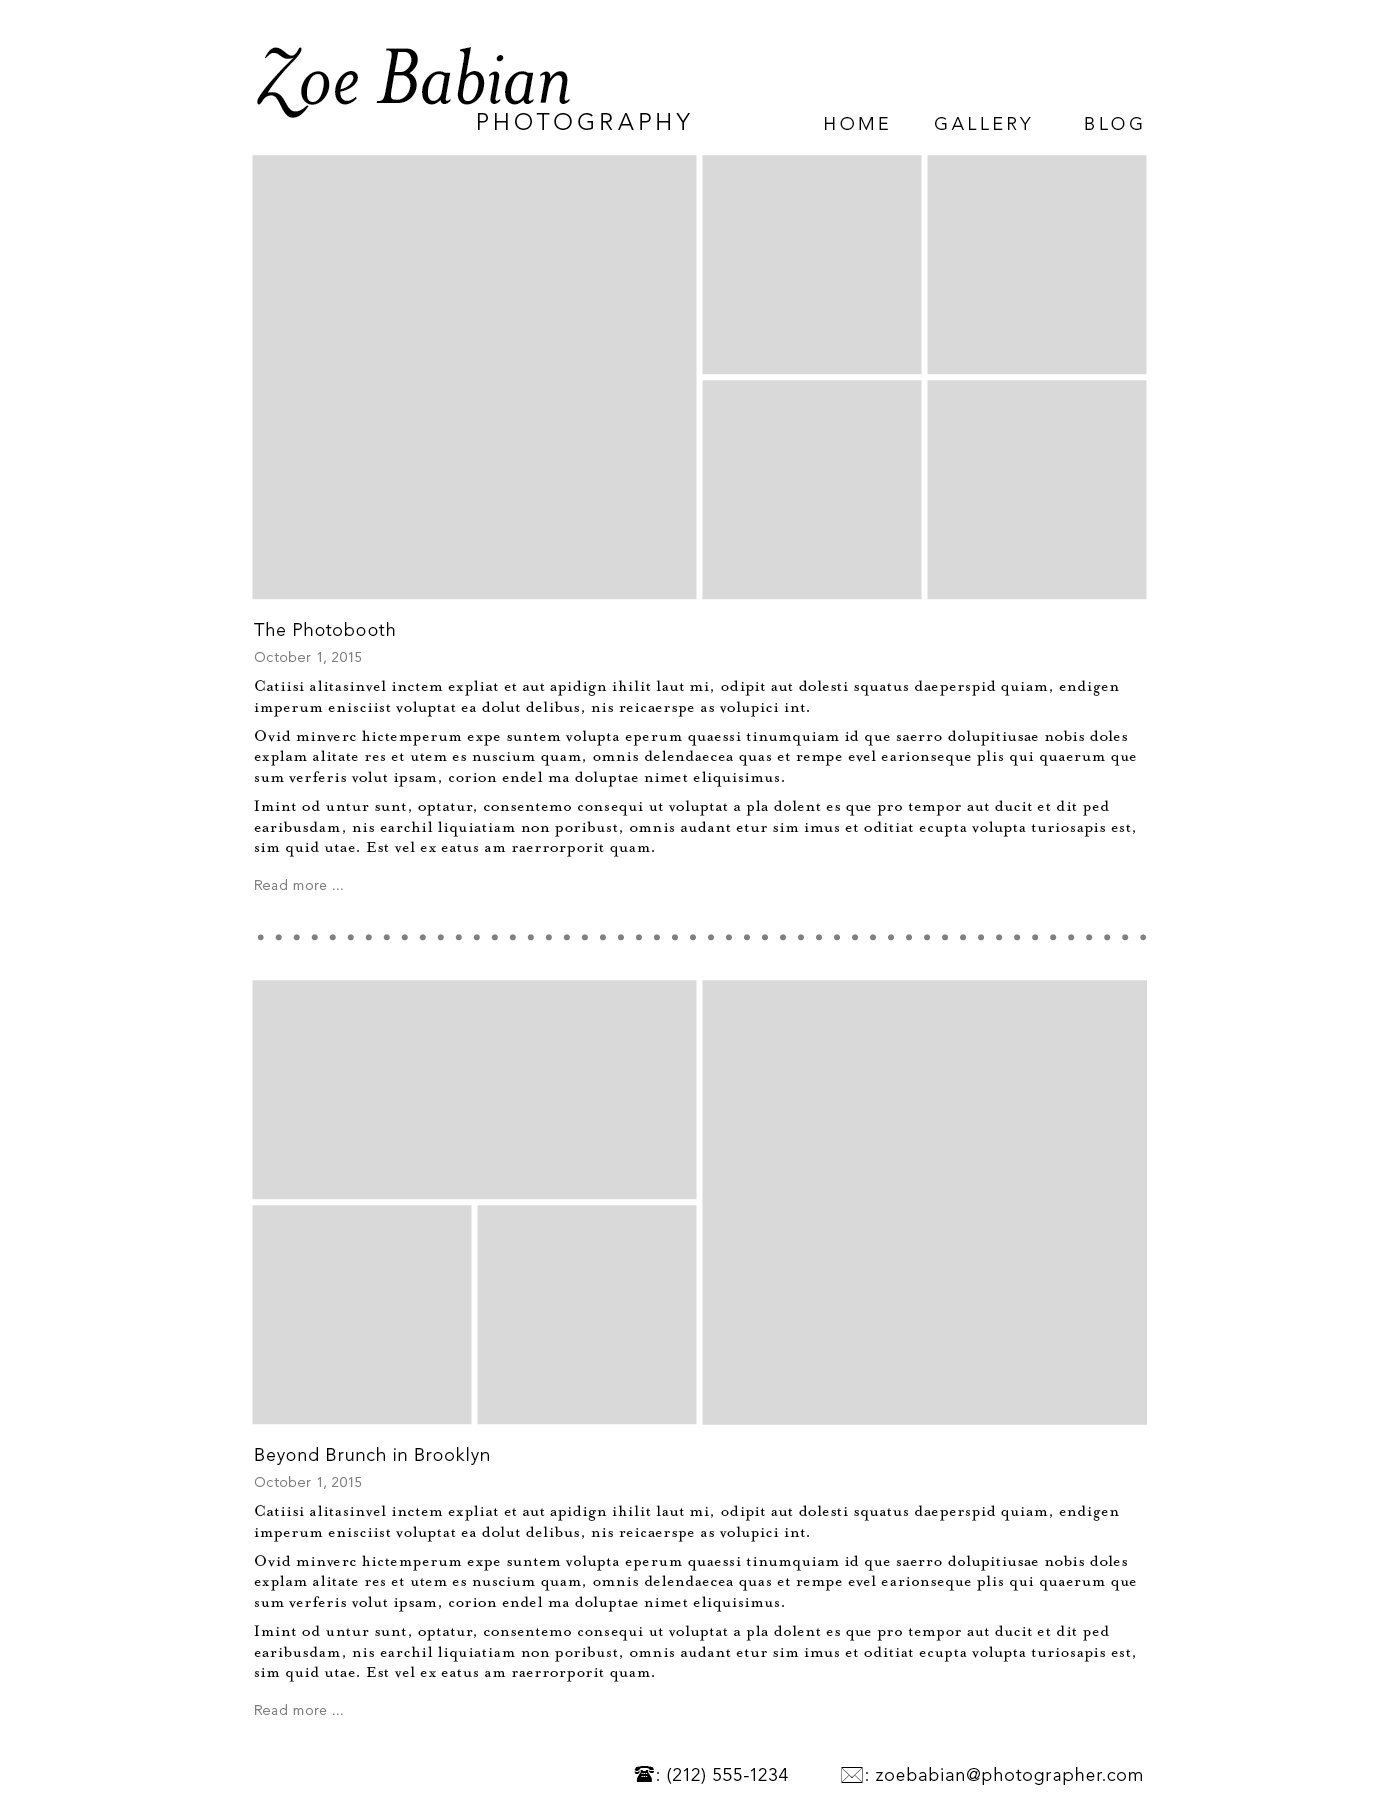 Zoe Babian
PHOTOGRAPHY
HOME GALLERY BLOG
The Photobooth
October 1, 2015
Catiisi alitasinvel inctem expliat et aut apidign ihilit laut mi, odipit aut dolesti squatus daeperspid quiam, endigen
imperum enisciist voluptat ea dolut delibus, nis reicaerspe as volupici int.
Ovid minverc hictemperum expe suntem volupta eperum quaessi tinumquiam id que saerro dolupitiusae nobis doles
explam alitate res et utem es nuscium quam, omnis delendaecea quas et rempe evel earionseque plis qui quaerum que
sum verferis volut ipsam, corion endel ma doluptae nimet eliquisimus.
Imint od untur sunt, optatur, consentemo consequi ut voluptat a pla dolent es que pro tempor aut ducit et dit ped
earibusdam, nis earchil liquiatiam non poribust, omnis audant etur sim imus et oditiat ecupta volupta turiosapis est,
sim quid utae. Est vel ex eatus am raerrorporit quam.
Read more ...
Beyond Brunch in Brooklyn
October 1, 2015
Catiisi alitasinvel inctem expliat et aut apidign ihilit laut mi, odipit aut dolesti squatus daeperspid quiam, endigen
imperum enisciist voluptat ea dolut delibus, nis reicaerspe as volupici int.
Ovid minverc hictemperum expe suntem volupta eperum quaessi tinumquiam id que saerro dolupitiusae nobis doles
explam alitate res et utem es nuscium quam, omnis delendaecea quas et rempe evel earionseque plis qui quaerum que
sum verferis volut ipsam, corion endel ma doluptae nimet eliquisimus.
Imint od untur sunt, optatur, consentemo consequi ut voluptat a pla dolent es que pro tempor aut ducit et dit ped
earibusdam, nis earchil liquiatiam non poribust, omnis audant etur sim imus et oditiat ecupta volupta turiosapis est,
sim quid utae. Est vel ex eatus am raerrorporit quam.
Read more ...
: (212) 555-1234 : zoebabian@photographer.com